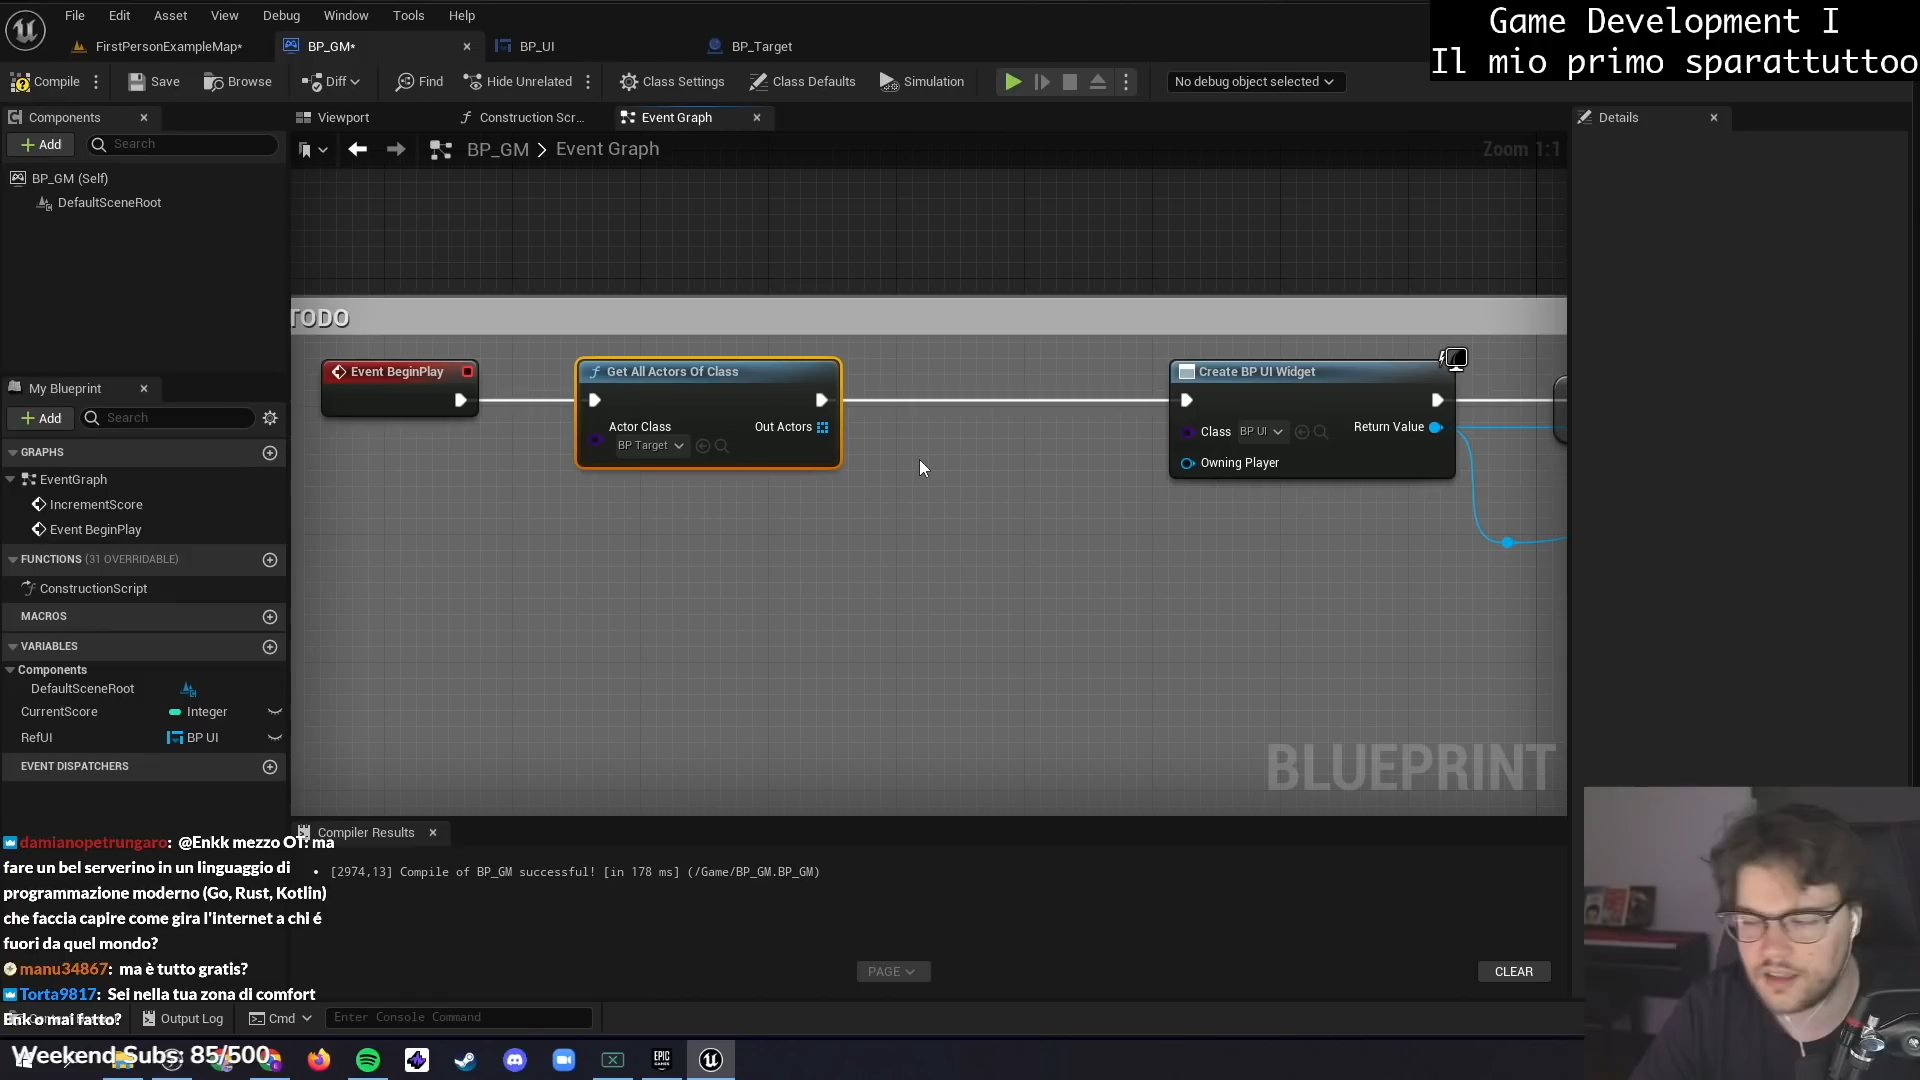 File Edit Asset View Debug Window Tools Help
Game Development I
Il mio primo sparattuttoo
FirstPersonExampleMap* BP_GM* BP_UI BP_Target
Compile Save Browse Diff Find Hide Unrelated Class Settings Class Defaults Simulation No debug object selected
Components Viewport Construction Scr... Event Graph Details
Add Search
BP_GM > Event Graph Zoom 1:1
BP_GM (Self)
DefaultSceneRoot
TODO
Event BeginPlay
Get All Actors Of Class
Actor Class Out Actors
BP Target
Create BP UI Widget
Class BP UI Return Value
Owning Player
BLUEPRINT
My Blueprint
Add Search
GRAPHS
EventGraph
IncrementScore
Event BeginPlay
FUNCTIONS (31 OVERRIDABLE)
ConstructionScript
MACROS
VARIABLES
Components
DefaultSceneRoot
CurrentScore Integer
RefUI BP UI
EVENT DISPATCHERS
Compiler Results
[2974,13] Compile of BP_GM successful! [in 178 ms] (/Game/BP_GM.BP_GM)
PAGE CLEAR
damianopetrungaro: @Enkk mezzo OT: ma
fare un bel serverino in un linguaggio di
programmazione moderno (Go, Rust, Kotlin)
che faccia capire come gira l'internet a chi é
fuori da quel mondo?
manu34867: ma è tutto gratis?
Torta9817: Sei nella tua zona di comfort
Enk o mai fatto?
Output Log Cmd Enter Console Command
Weekend Subs: 85/500
EPIC GAMES